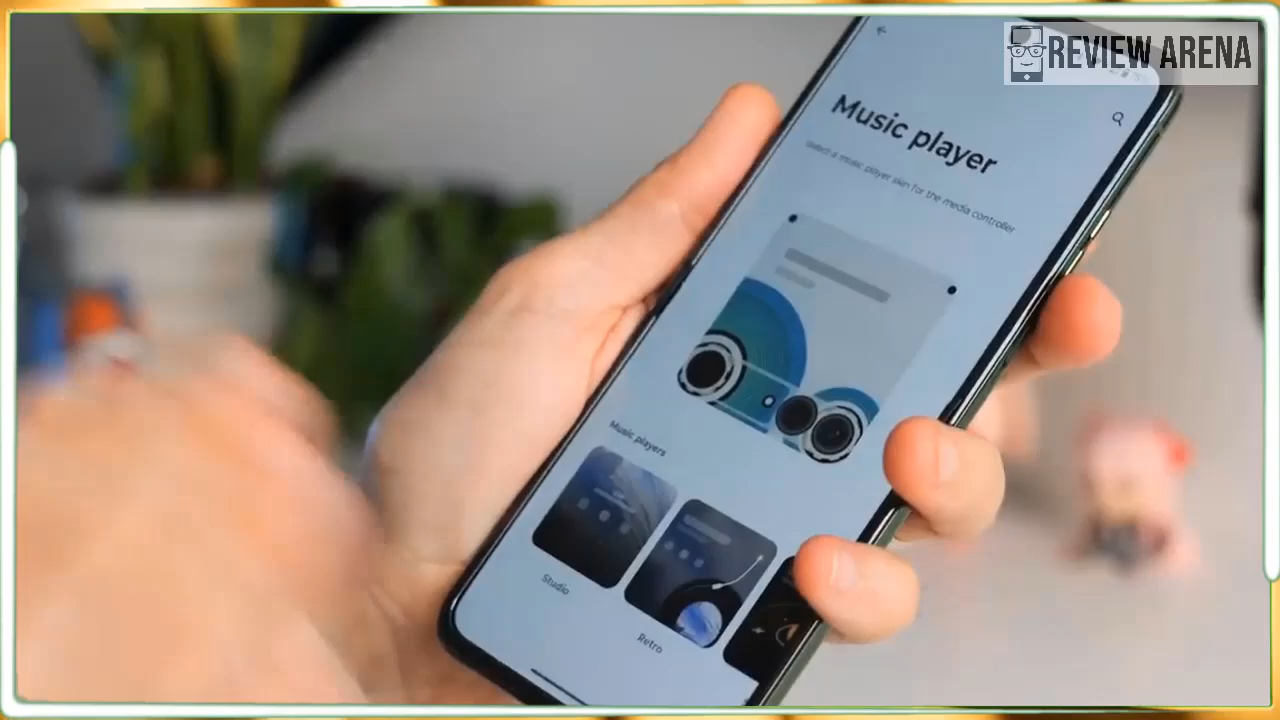 REVIEW ARENA
Music player
Select a music player skin for the media controller
Music players
Studio
Retro